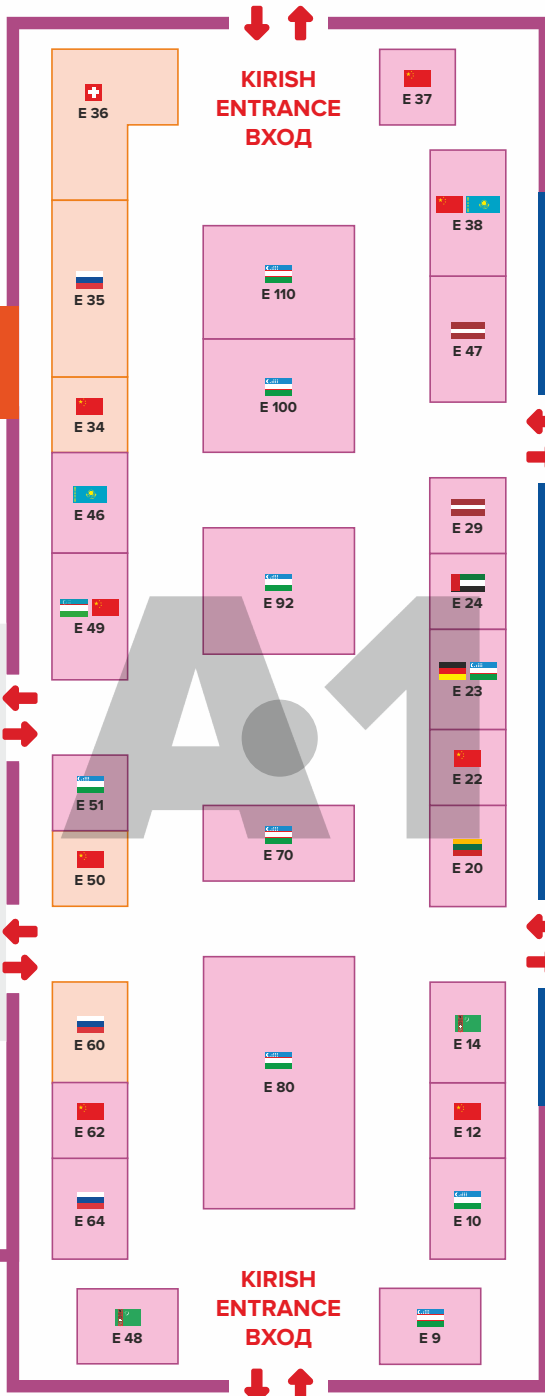 KIRISH
ENTRANCE
ВХОД
E 36
E 37
E 38
E 110
E 35
E 47
E 100
E 34
E 46
E 29
E 92
E 24
E 49
E 23
A1
E 22
E 51
E 70
E 20
E 50
E 60
E 14
E 80
E 62
E 12
E 64
E 10
KIRISH
ENTRANCE
ВХОД
E 48
E 9